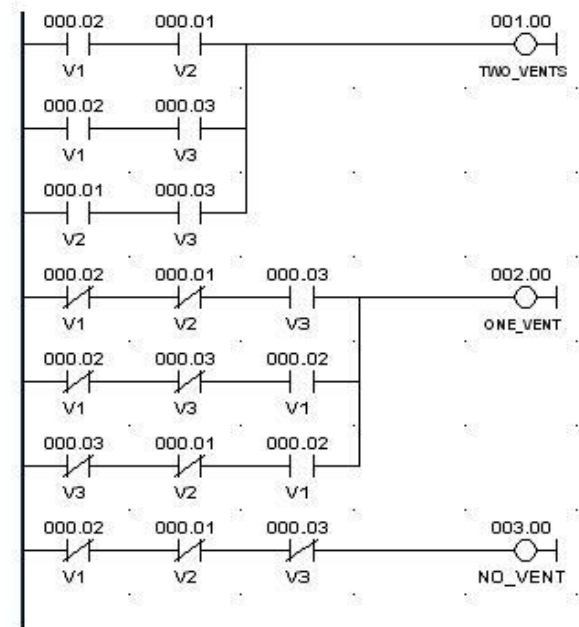 000.02 000.01 001.00
V1 V2 TWO_VENTS
000.02 000.03
V1 V3
000.01 000.03
V2 V3
000.02 000.01 000.03 002.00
V1 V2 V3 ONE_VENT
000.02 000.03 000.02
V1 V3 V1
000.03 000.01 000.02
V3 V2 V1
000.02 000.01 000.03 003.00
V1 V2 V3 NO_VENT